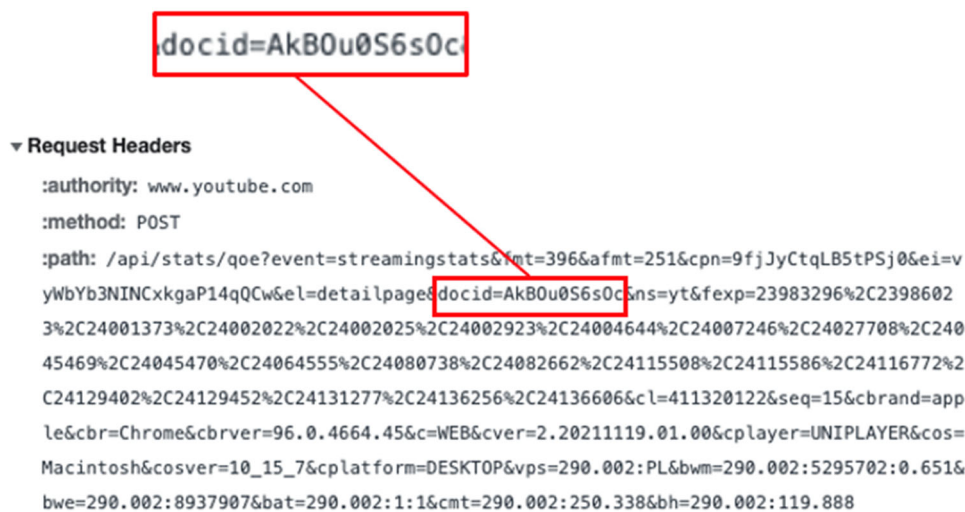 &docid=AkBOu0S6sOc&
▾ Request Headers
:authority: www.youtube.com
:method: POST
:path: /api/stats/qoe?event=streamingstats&fmt=396&afmt=251&cpn=9fjJyCtqLB5tPSj0&ei=v
yWbYb3NINCxkgaP14qQCw&el=detailpage&docid=AkBOu0S6sOc&ns=yt&fexp=23983296%2C2398602
3%2C24001373%2C24002022%2C24002025%2C24002923%2C24004644%2C24007246%2C24027708%2C240
45469%2C24045470%2C24064555%2C24080738%2C24082662%2C24115508%2C24115586%2C24116772%2
C24129402%2C24129452%2C24131277%2C24136256%2C24136606&cl=411320122&seq=15&cbrand=app
le&cbr=Chrome&cbrver=96.0.4664.45&c=WEB&cver=2.20211119.01.00&cplayer=UNIPLAYER&cos=
Macintosh&cosver=10_15_7&cplatform=DESKTOP&vps=290.002:PL&bwm=290.002:5295702:0.651&
bwe=290.002:8937907&bat=290.002:1:1&cmt=290.002:250.338&bh=290.002:119.888